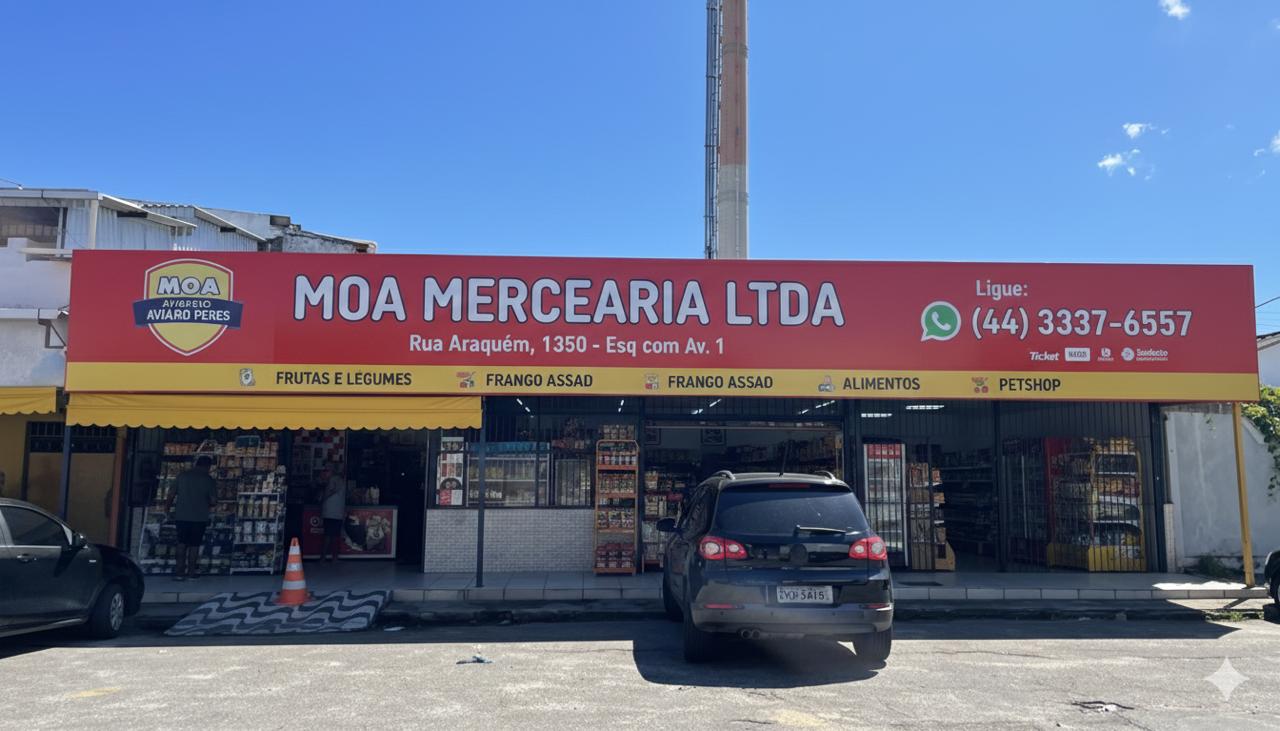 MOA
AVIÁRO PERES
MOA MERCEARIA LTDA
Rua Araquém, 1350 - Esq com Av. 1
Ligue:
(44) 3337-6557
Ticket
FRUTAS E LEGUMES
FRANGO ASSAD
FRANGO ASSAD
ALIMENTOS
PETSHOP